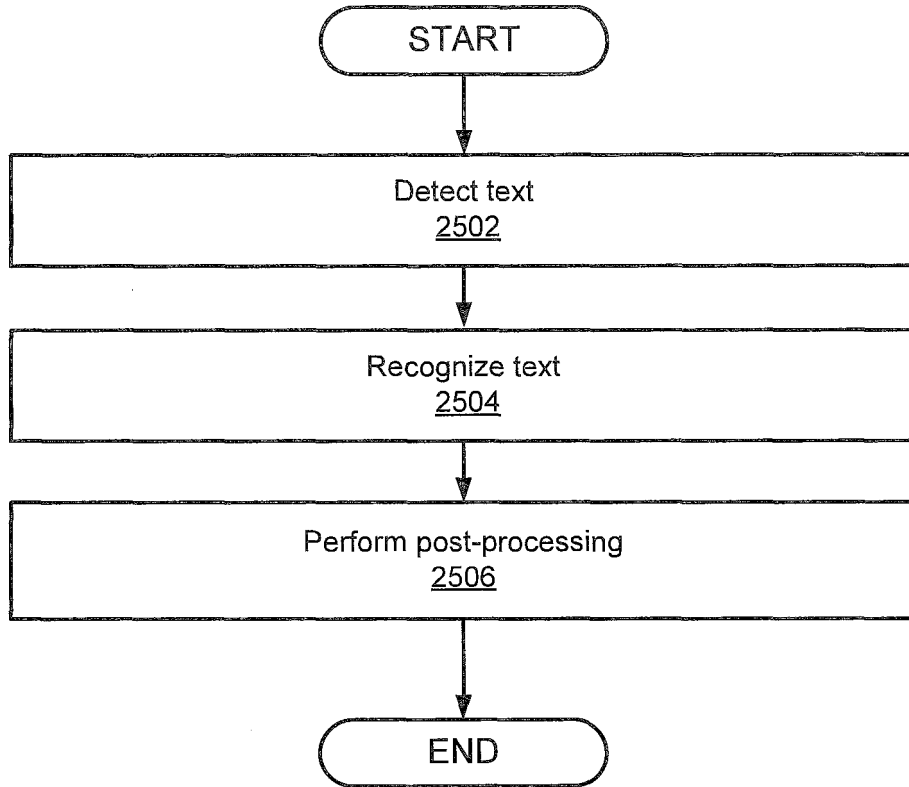 START
Detect text
2502
Recognize text
2504
Perform post-processing
2506
END